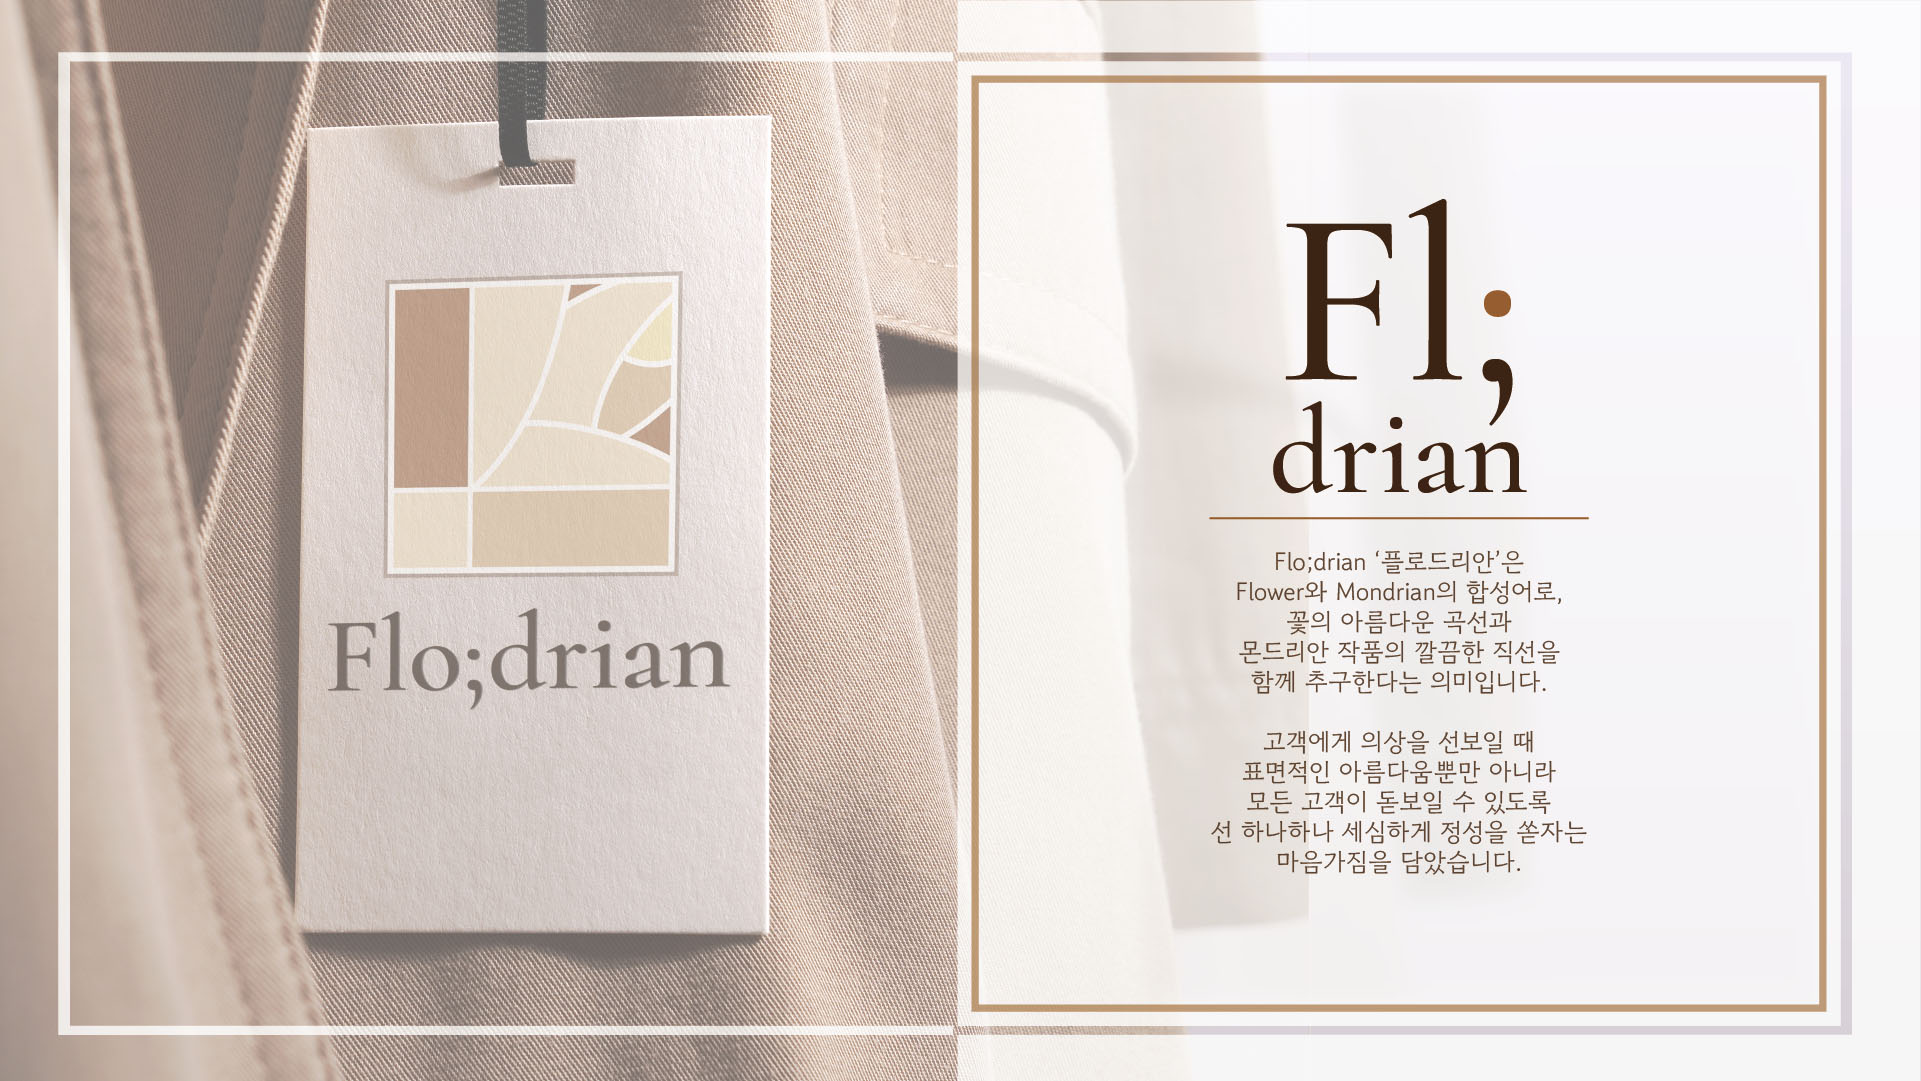 Flo;drian
Fl;
drian
Flo;drian ‘플로드리안’은
Flower와 Mondrian의 합성어로,
꽃의 아름다운 곡선과
몬드리안 작품의 깔끔한 직선을
함께 추구한다는 의미입니다.
고객에게 의상을 선보일 때
표면적인 아름다움뿐만 아니라
모든 고객이 돋보일 수 있도록
선 하나하나 세심하게 정성을 쏟자는
마음가짐을 담았습니다.